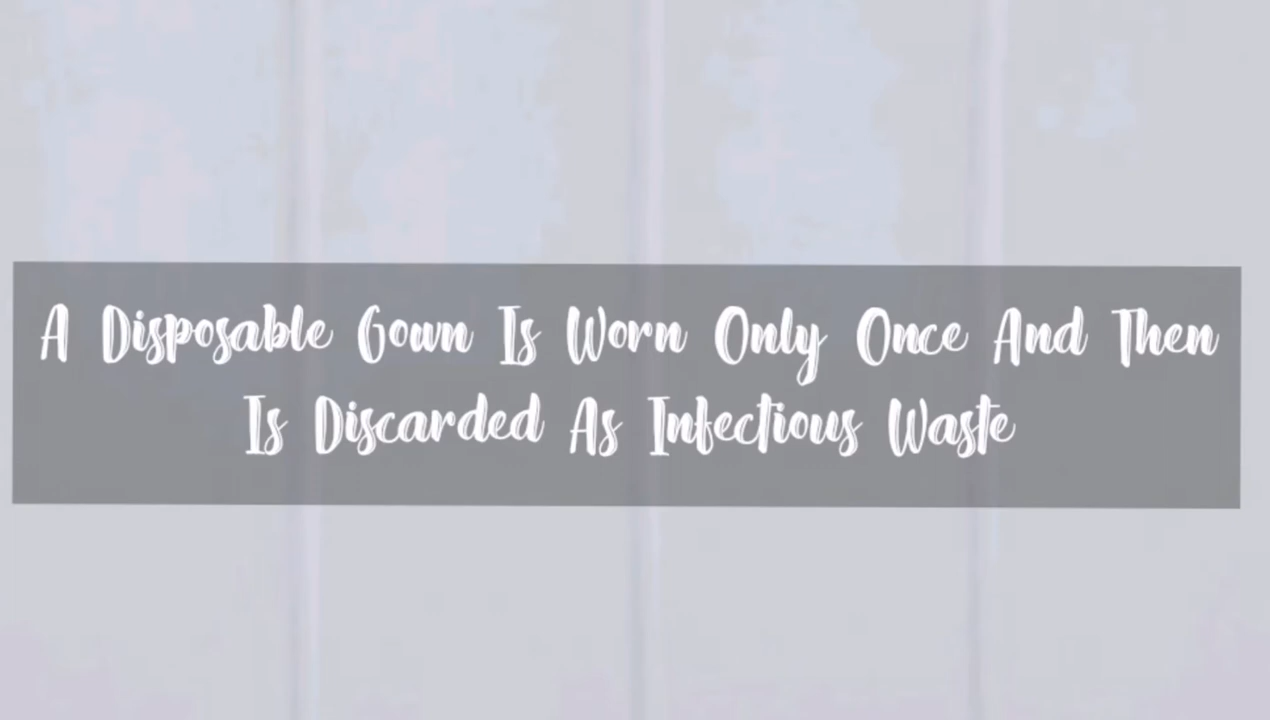 A Disposable Gown Is Worn Only Once And Then
Is Discarded As Infectious Waste